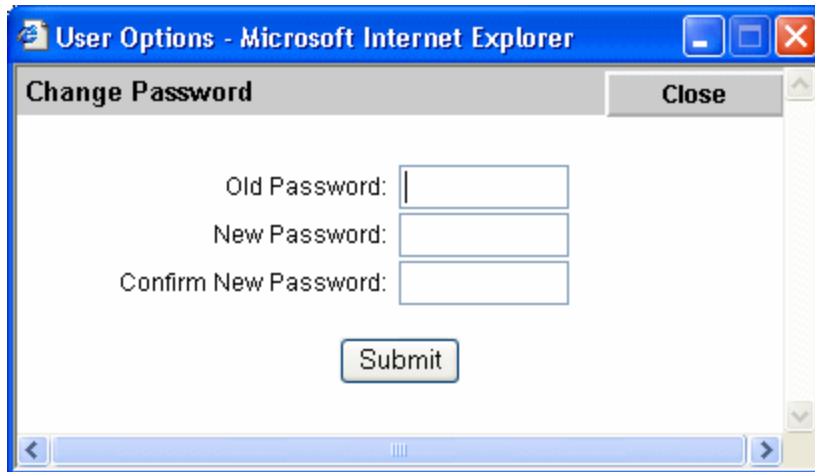 User Options - Microsoft Internet Explorer
Change Password Close
Old Password:
New Password:
Confirm New Password:
Submit